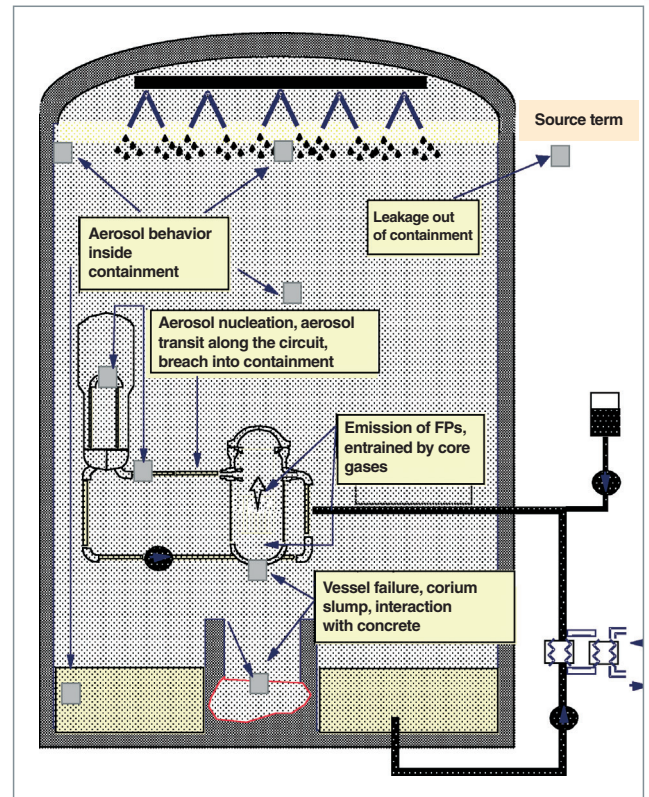 Source term
Leakage out
of containment
Aerosol behavior
inside
containment
Aerosol nucleation, aerosol
transit along the circuit,
breach into containment
Emission of FPs,
entrained by core
gases
Vessel failure, corium
slump, interaction
with concrete